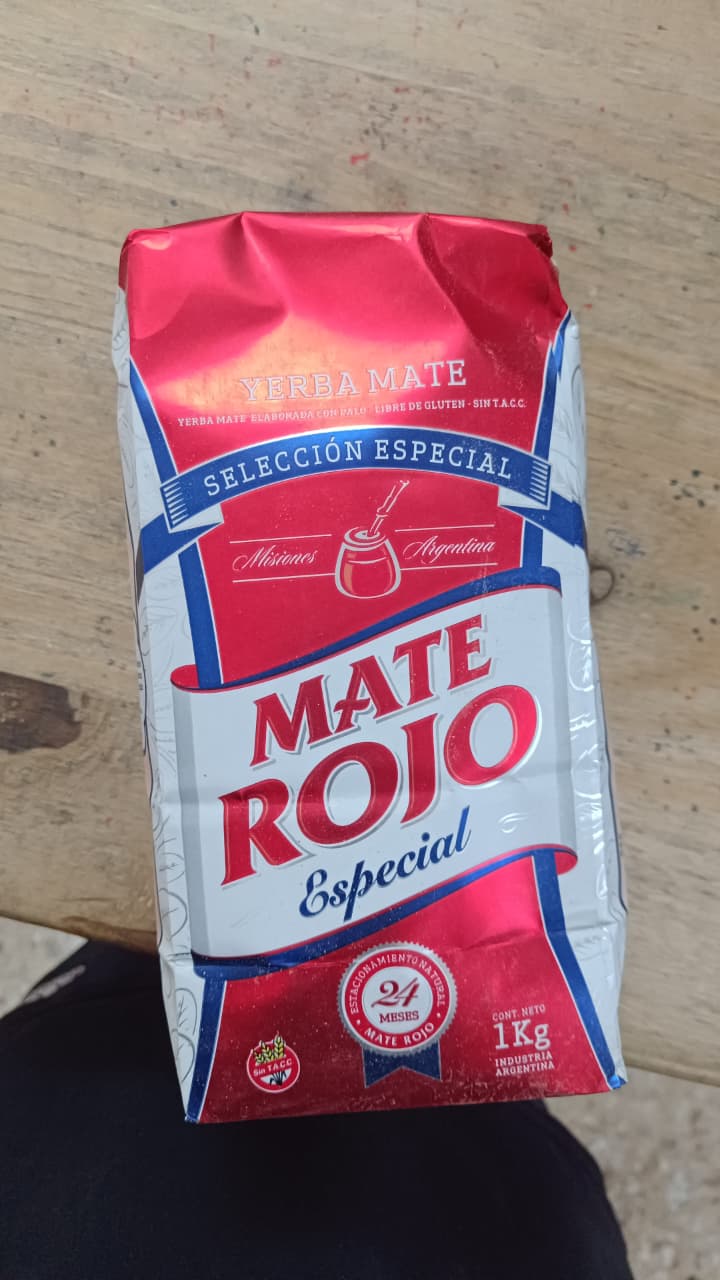 YERBA MATE
YERBA MATE ELABORADA CON PALO - LIBRE DE GLUTEN - SIN T.A.C.C.
SELECCIÓN ESPECIAL
Misiones Argentina
MATE
ROJO
Especial
ESTACIONAMIENTO NATURAL
24
MESES
MATE ROJO
Sin T.A.C.C
CONT. NETO
1Kg
INDUSTRIA
ARGENTINA